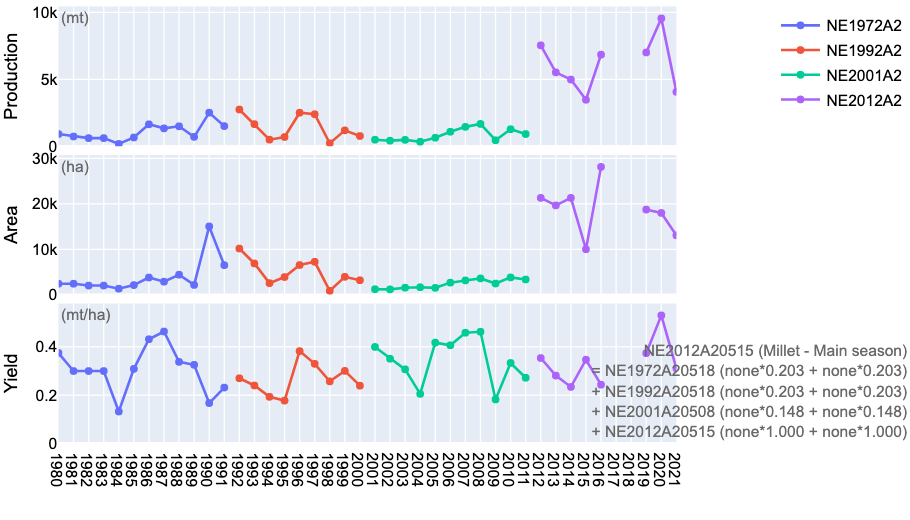 10k
(mt)
Production
5k
0
NE1972A2
NE1992A2
NE2001A2
NE2012A2
30k
(ha)
Area
20k
10k
0
(mt/ha)
Yield
0.4
0.2
0
NE2012A20515 (Millet - Main season)
= NE1972A20518 (none*0.203 + none*0.203)
+ NE1992A20518 (none*0.203 + none*0.203)
+ NE2001A20508 (none*0.148 + none*0.148)
+ NE2012A20515 (none*1.000 + none*1.000)
1980
1981
1982
1983
1984
1985
1986
1987
1988
1989
1990
1991
1992
1993
1994
1995
1996
1997
1998
1999
2000
2001
2002
2003
2004
2005
2006
2007
2008
2009
2010
2011
2012
2013
2014
2015
2016
2017
2018
2019
2020
2021